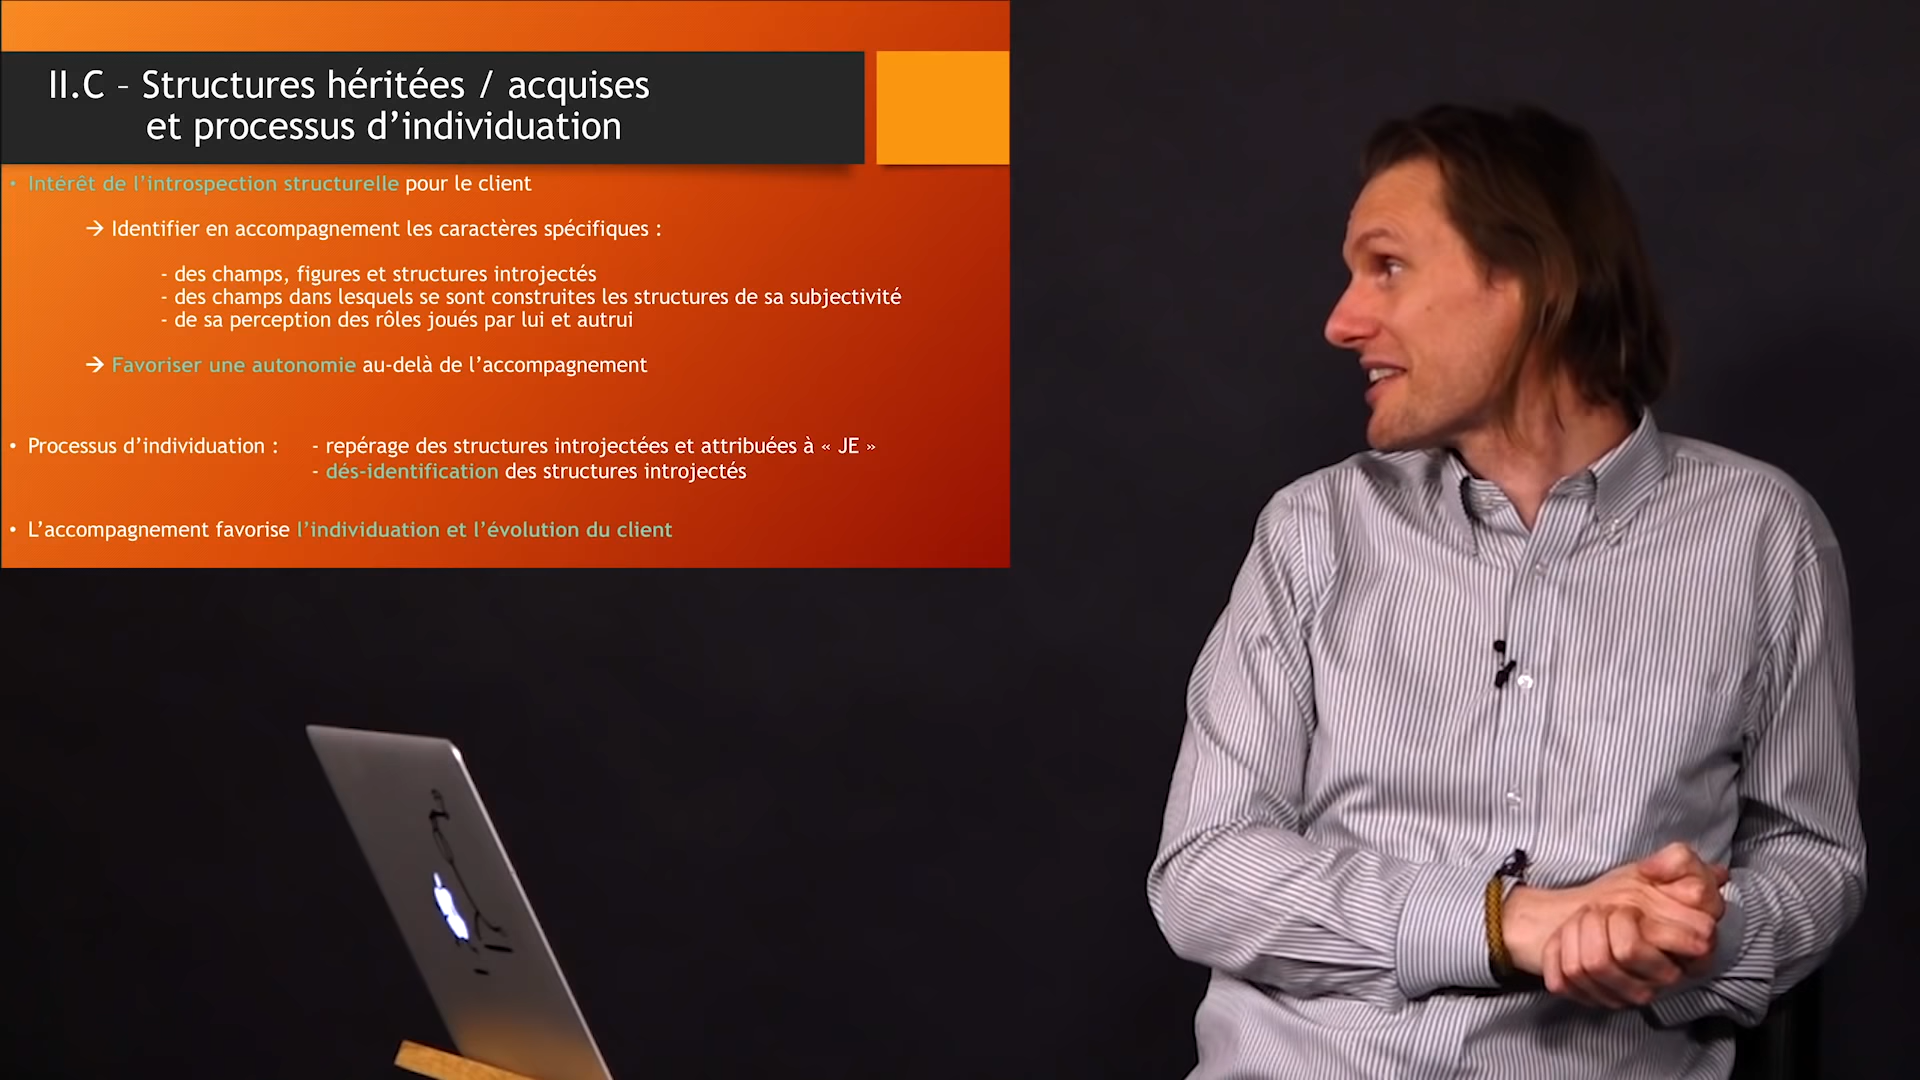 II.C – Structures héritées / acquises
et processus d’individuation
• Intérêt de l’introspection structurelle pour le client
→ Identifier en accompagnement les caractères spécifiques :
- des champs, figures et structures introjectés
- des champs dans lesquels se sont construites les structures de sa subjectivité
- de sa perception des rôles joués par lui et autrui
→ Favoriser une autonomie au-delà de l’accompagnement
• Processus d’individuation : - repérage des structures introjectées et attribuées à « JE »
- dés-identification des structures introjectés
• L’accompagnement favorise l’individuation et l’évolution du client